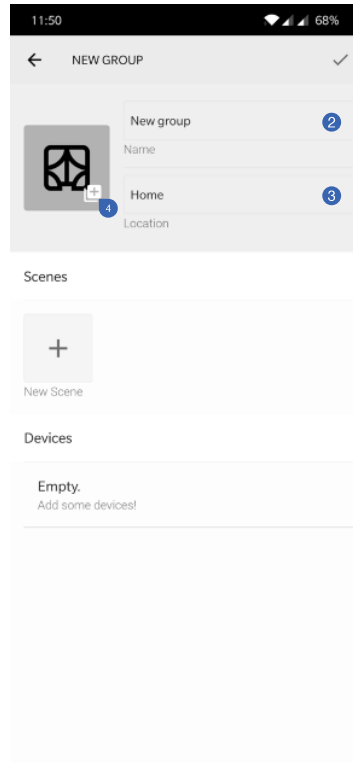 11:50 68%
NEW GROUP
New group 2
Name
Home 3
4
Location
Scenes
New Scene
Devices
Empty.
Add some devices!